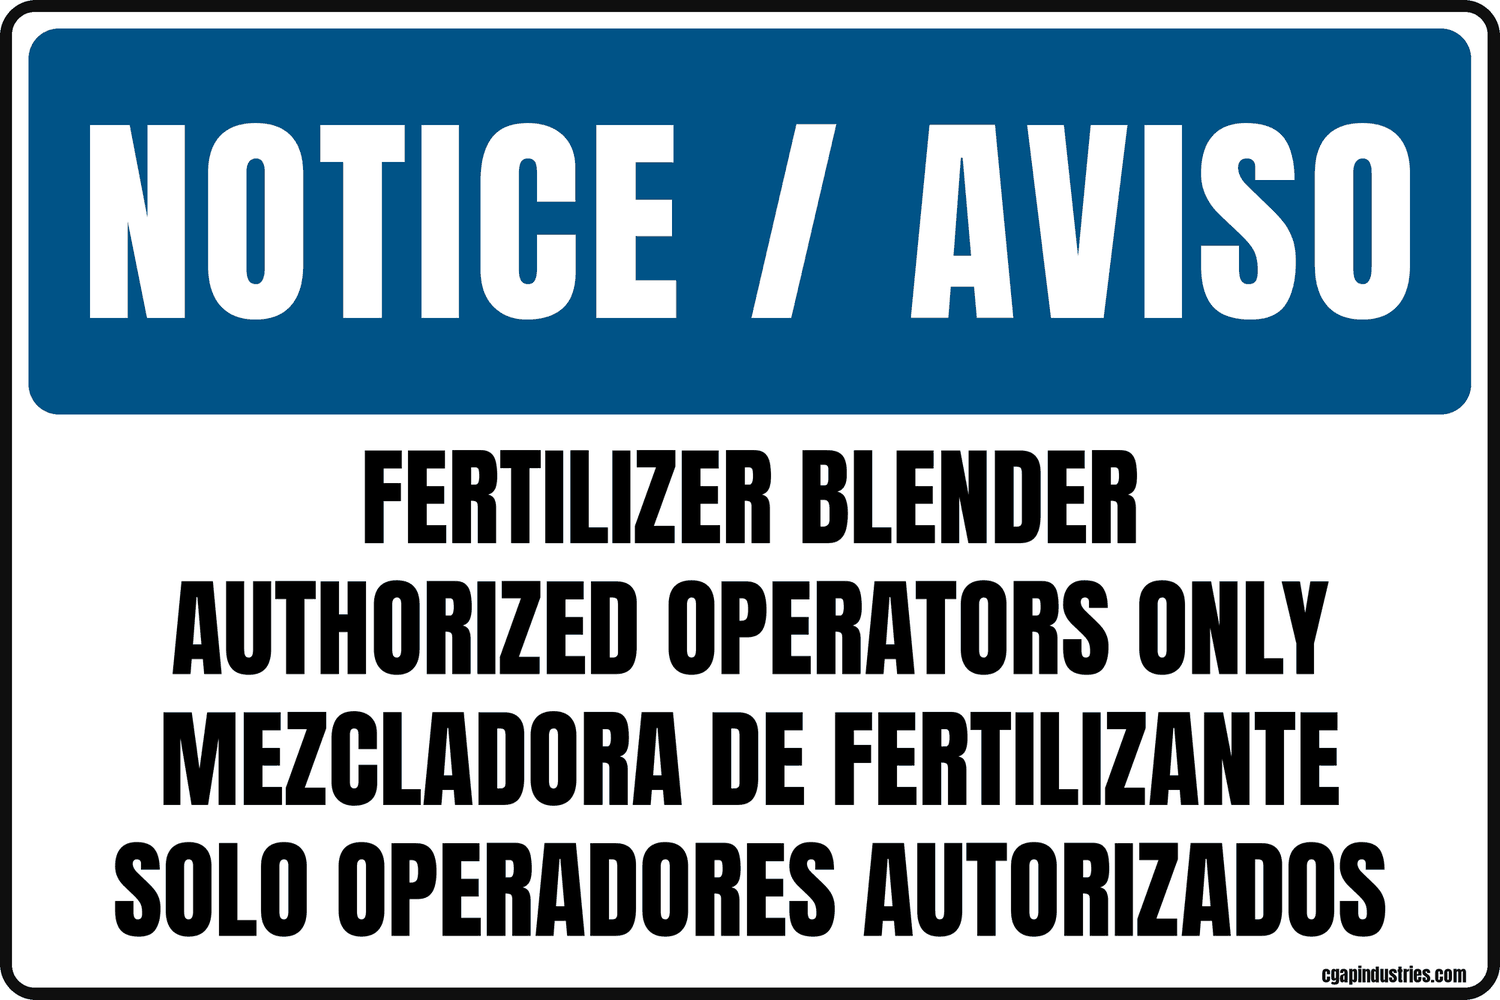 NOTICE / AVISO
FERTILIZER BLENDER
AUTHORIZED OPERATORS ONLY
MEZCLADORA DE FERTILIZANTE
SOLO OPERADORES AUTORIZADOS
cgapindustries.com